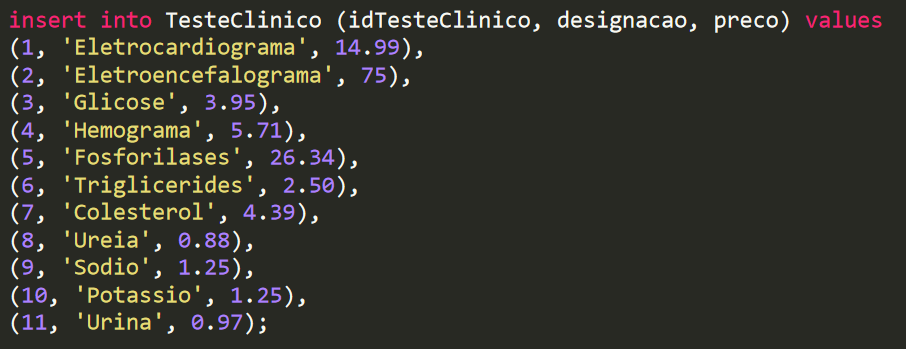 insert into TesteClinico (idTesteClinico, designacao, preco) values
(1, 'Eletrocardiograma', 14.99),
(2, 'Eletroencefalograma', 75),
(3, 'Glicose', 3.95),
(4, 'Hemograma', 5.71),
(5, 'Fosforilases', 26.34),
(6, 'Triglicerides', 2.50),
(7, 'Colesterol', 4.39),
(8, 'Ureia', 0.88),
(9, 'Sodio', 1.25),
(10, 'Potassio', 1.25),
(11, 'Urina', 0.97);